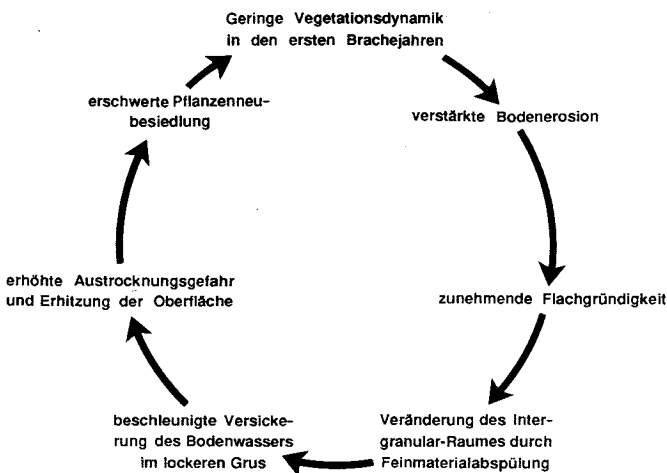 Geringe Vegetationsdynamik
in den ersten Brachejahren
verstärkte Bodenerosion
zunehmende Flachgründigkeit
Veränderung des Inter-
granular-Raumes durch
Feinmaterialabspülung
beschleunigte Versicke-
rung des Bodenwassers
im lockeren Grus
erhöhte Austrocknungsgefahr
und Erhitzung der Oberfläche
erschwerte Pflanzenneu-
besiedlung